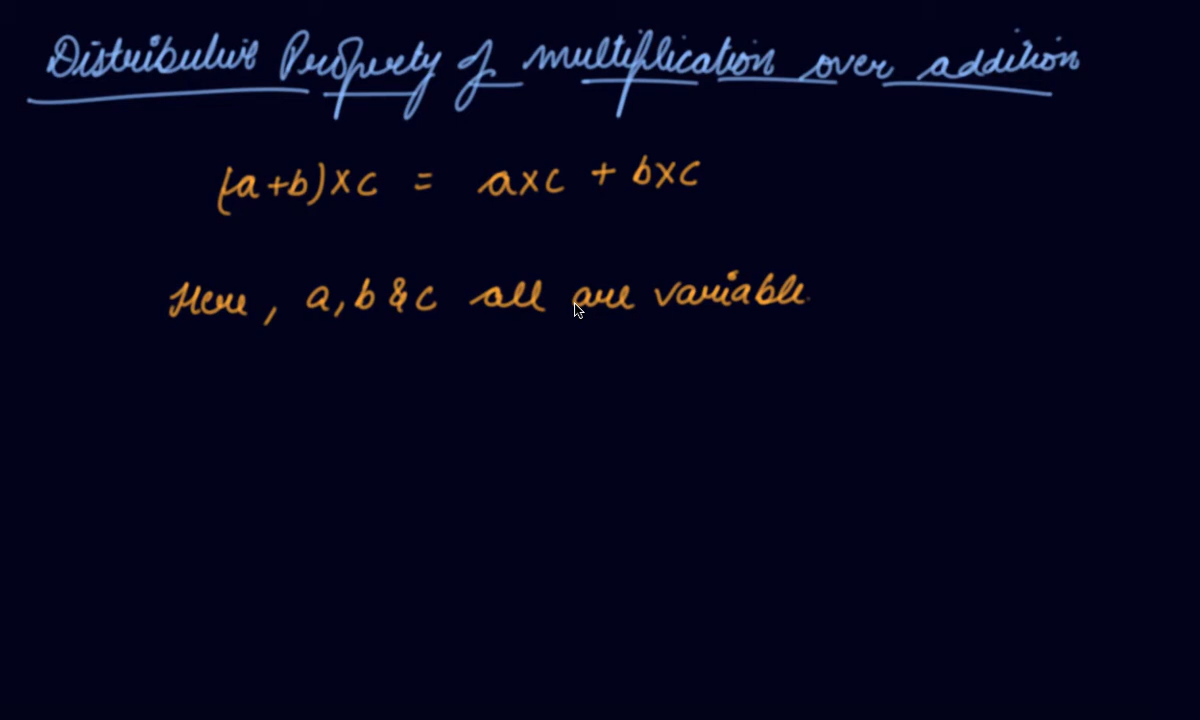 Distributive Property of multiplication over addition
(a+b)×c = a×c + b×c
Here, a, b & c all are variable.